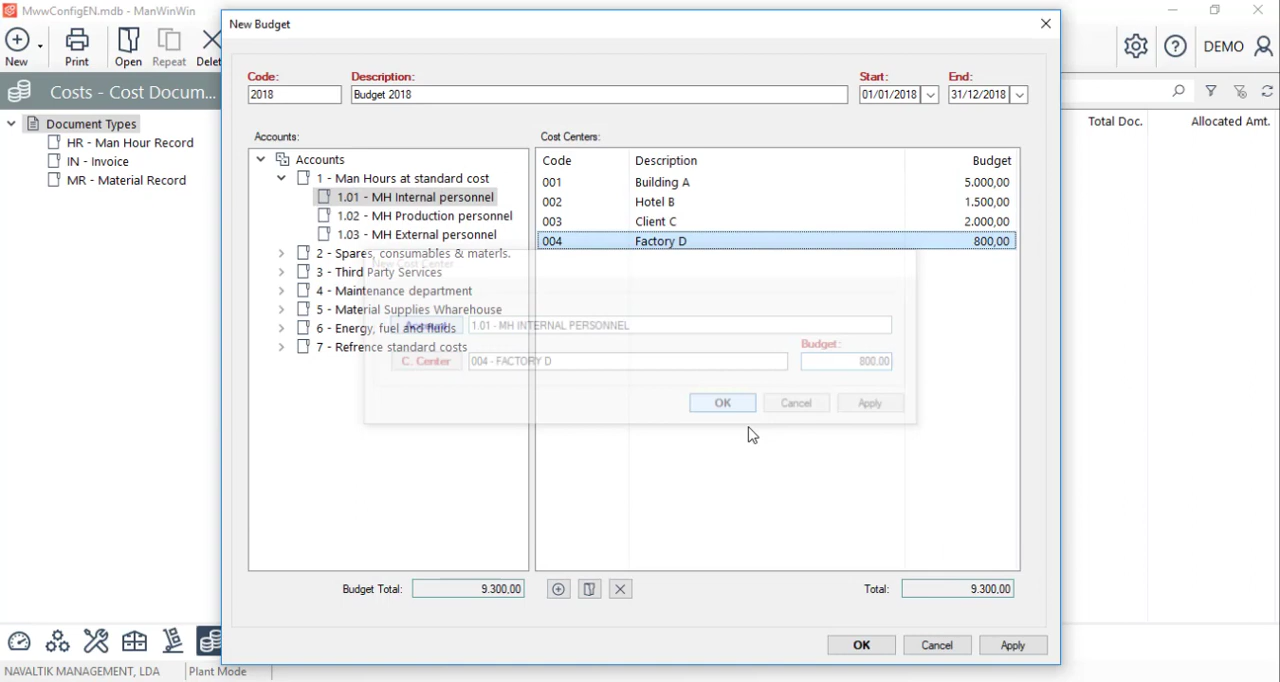 MwwConfigEN.mdb - ManWinWin
New Budget
New
Print
Open
Repeat
Delet
DEMO
Code:
Description:
Start:
End:
2018
Budget 2018
01/01/2018
31/12/2018
Costs - Cost Docum...
Document Types
HR - Man Hour Record
IN - Invoice
MR - Material Record
Total Doc.
Allocated Amt.
Accounts:
Accounts
1 - Man Hours at standard cost
1.01 - MH Internal personnel
1.02 - MH Production personnel
1.03 - MH External personnel
2 - Spares, consumables & materls.
3 - Third Party Services
4 - Maintenance department
5 - Material Supplies Wharehouse
6 - Energy, fuel and fluids
7 - Refrence standard costs
Cost Centers:
Code Description Budget
001 Building A 5.000,00
002 Hotel B 1.500,00
003 Client C 2.000,00
004 Factory D 800,00
New Cost Center
Account
1.01 - MH INTERNAL PERSONNEL
Budget:
C. Center
004 - FACTORY D
800.00
OK
Cancel
Apply
Budget Total: 9.300,00
Total: 9.300,00
OK
Cancel
Apply
NAVALTIK MANAGEMENT, LDA
Plant Mode